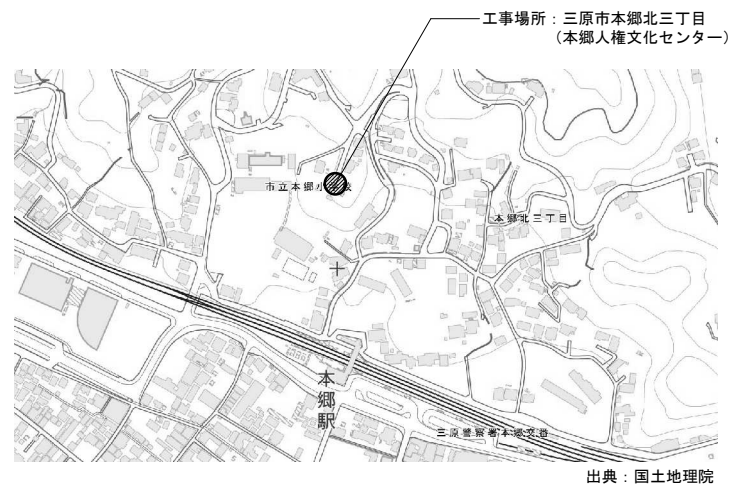 工事場所：三原市本郷北三丁目
（本郷人権文化センター）
市立本郷小学校
本郷北三丁目
本郷駅
三原警察署本郷交番
出典：国土地理院